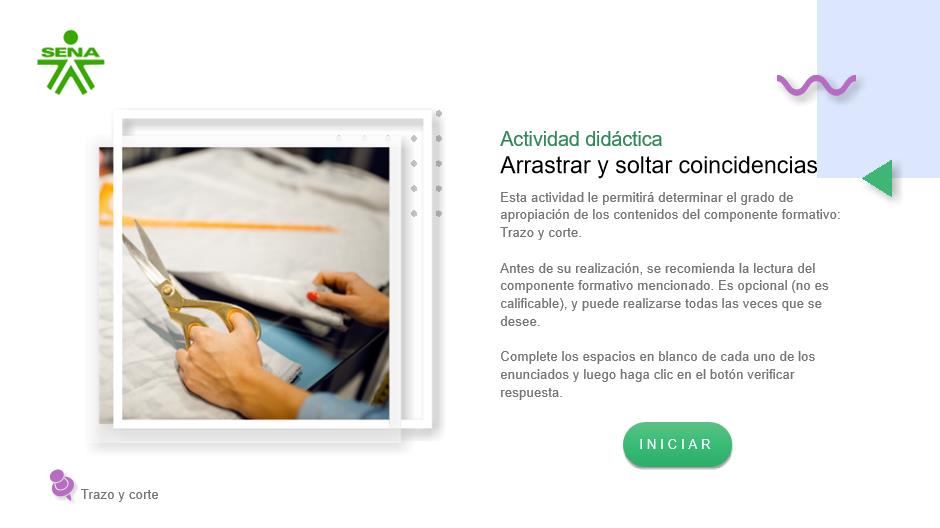 SENA
Actividad didáctica
Arrastrar y soltar coincidencias
Esta actividad le permitirá determinar el grado de
apropiación de los contenidos del componente formativo:
Trazo y corte.
Antes de su realización, se recomienda la lectura del
componente formativo mencionado. Es opcional (no es
calificable), y puede realizarse todas las veces que se
desee.
Complete los espacios en blanco de cada uno de los
enunciados y luego haga clic en el botón verificar
respuesta.
INICIAR
Trazo y corte